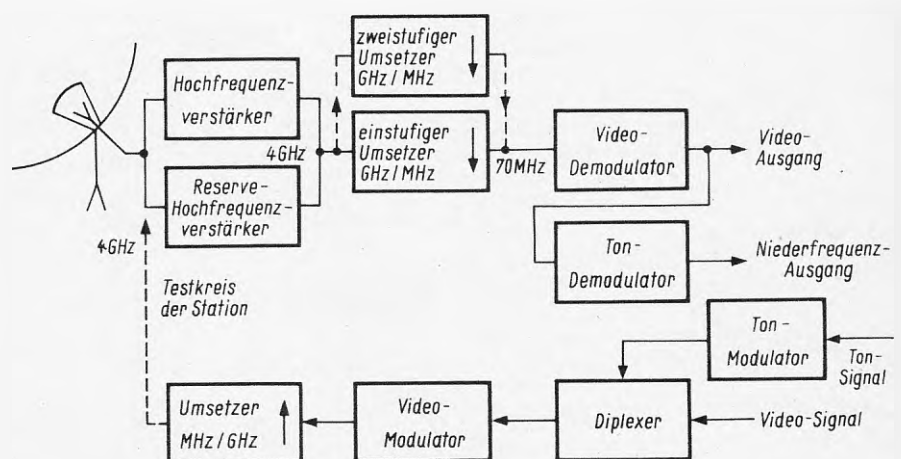 zweistufiger
Umsetzer
GHz/MHz
Hochfrequenz-
verstärker
4GHz
einstufiger
Umsetzer
GHz/MHz
70MHz
Video-
Demodulator
Video-
Ausgang
Reserve-
Hochfrequenz-
verstärker
4GHz
Ton-
Demodulator
Niederfrequenz-
Ausgang
Testkreis
der Station
Ton-
Modulator
Ton-
Signal
Umsetzer
MHz/GHz
Video-
Modulator
Diplexer
Video-Signal